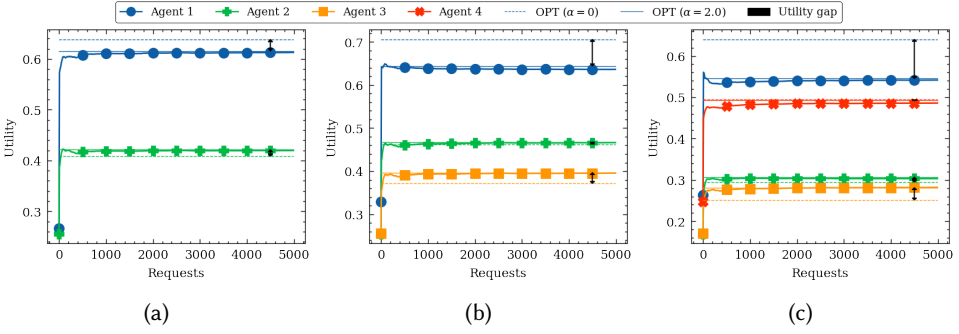 Agent 1 Agent 2 Agent 3 Agent 4 OPT (α = 0) OPT (α = 2.0) Utility gap
0.6
0.5
0.4
0.3
Utility
0 1000 2000 3000 4000 5000
Requests
(a)
0.7
0.6
0.5
0.4
0.3
Utility
0 1000 2000 3000 4000 5000
Requests
(b)
0.6
0.5
0.4
0.3
0.2
Utility
0 1000 2000 3000 4000 5000
Requests
(c)